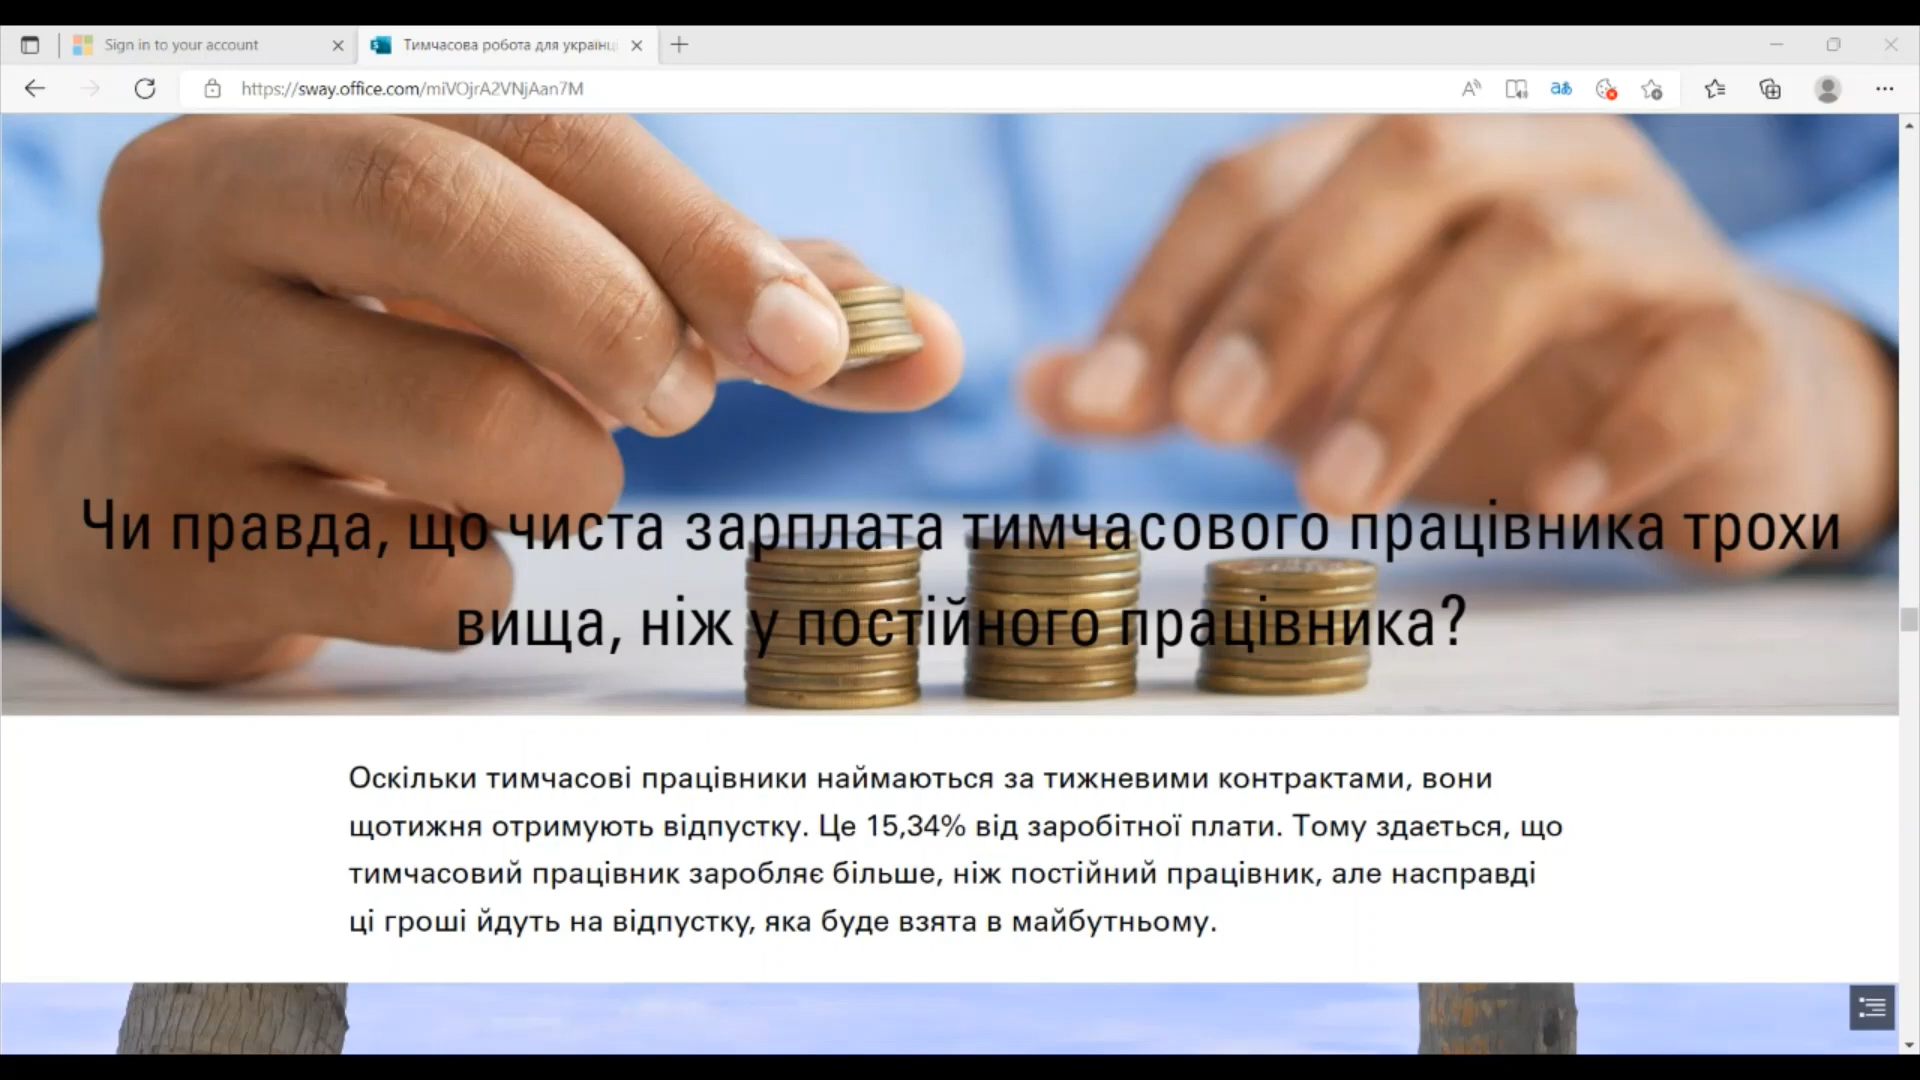 Sign in to your account
Тимчасова робота для українц
https://sway.office.com/miVOjrA2VNjAan7M
Чи правда, що чиста зарплата тимчасового працівника трохи
вища, ніж у постійного працівника?
Оскільки тимчасові працівники наймаються за тижневими контрактами, вони
щотижня отримують відпустку. Це 15,34% від заробітної плати. Тому здається, що
тимчасовий працівник заробляє більше, ніж постійний працівник, але насправді
ці гроші йдуть на відпустку, яка буде взята в майбутньому.